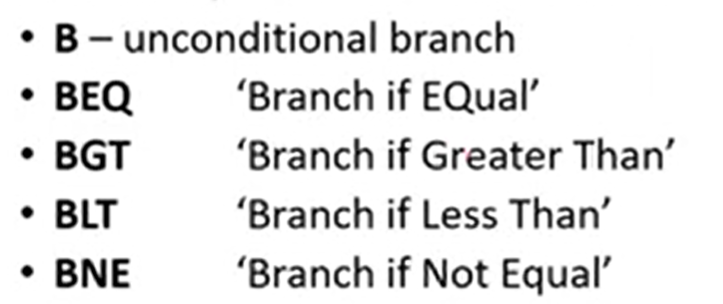 • B – unconditional branch
• BEQ ‘Branch if EQual’
• BGT ‘Branch if Greater Than’
• BLT ‘Branch if Less Than’
• BNE ‘Branch if Not Equal’